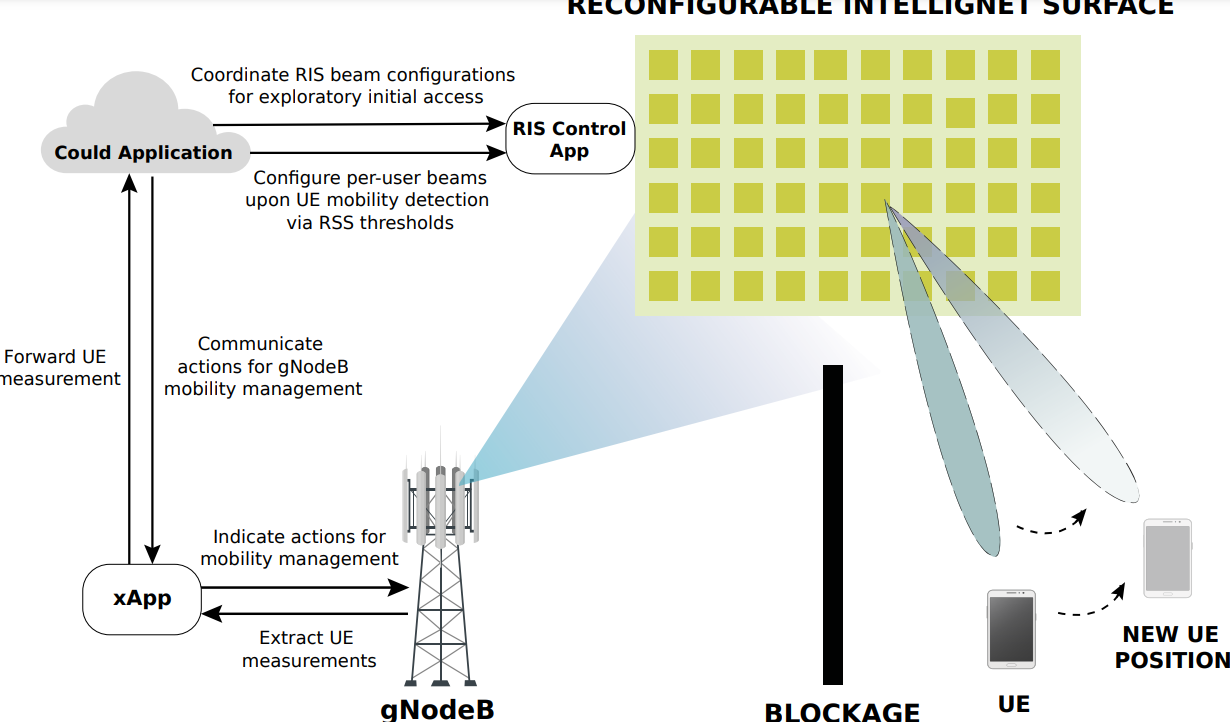 RECONFIGURABLE INTELLIGNET SURFACE
Coordinate RIS beam configurations
for exploratory initial access
RIS Control
App
Could Application
Configure per-user beams
upon UE mobility detection
via RSS thresholds
Forward UE
measurement
Communicate
actions for gNodeB
mobility management
Indicate actions for
mobility management
xApp
Extract UE
measurements
gNodeB
BLOCKAGE
UE
NEW UE
POSITION